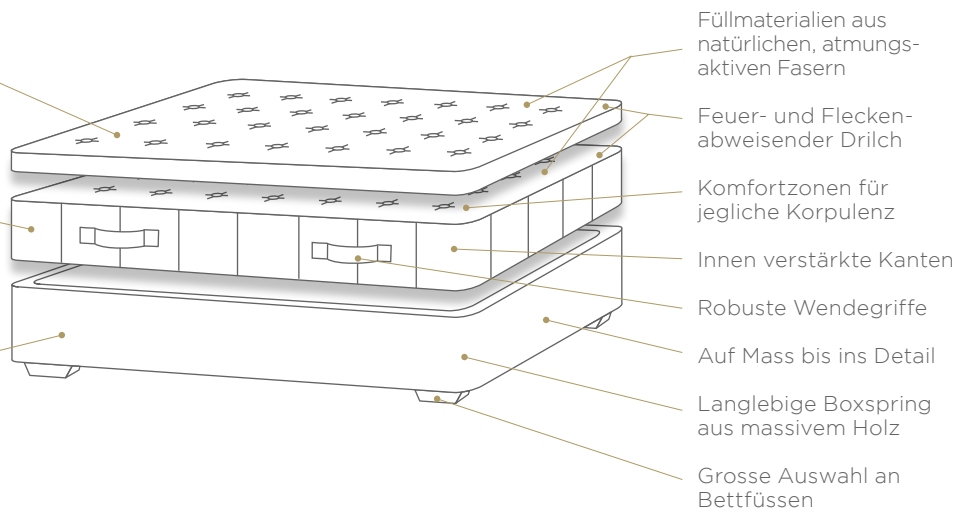 Füllmaterialien aus
natürlichen, atmungs-
aktiven Fasern
Feuer- und Flecken-
abweisender Drilch
Komfortzonen für
jegliche Korpulenz
Innen verstärkte Kanten
Robuste Wendegriffe
Auf Mass bis ins Detail
Langlebige Boxspring
aus massivem Holz
Grosse Auswahl an
Bettfüssen